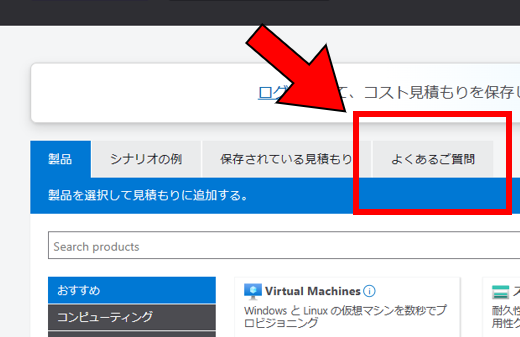 ログ て、コスト見積もりを保存し
製品 シナリオの例 保存されている見積もり よくあるご質問
製品を選択して見積もりに追加する。
Search products
おすすめ
コンピューティング
Virtual Machines
Windows と Linux の仮想マシンを数秒でプ
ロビジョニング
ス
耐久性
用性ク